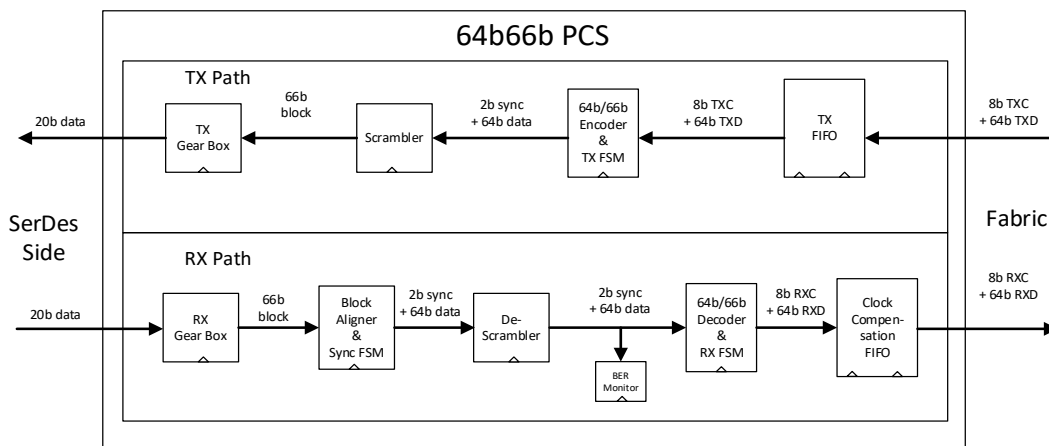 64b66b PCS
TX Path
20b data
TX
Gear Box
66b
block
Scrambler
2b sync
+ 64b data
64b/66b
Encoder
&
TX FSM
8b TXC
+ 64b TXD
TX
FIFO
8b TXC
+ 64b TXD
SerDes
Side
Fabric
RX Path
20b data
RX
Gear Box
66b
block
Block
Aligner
&
Sync FSM
2b sync
+ 64b data
De-
Scrambler
2b sync
+ 64b data
BER
Monitor
64b/66b
Decoder
&
RX FSM
8b RXC
+ 64b RXD
Clock
Compen-
sation
FIFO
8b RXC
+ 64b RXD